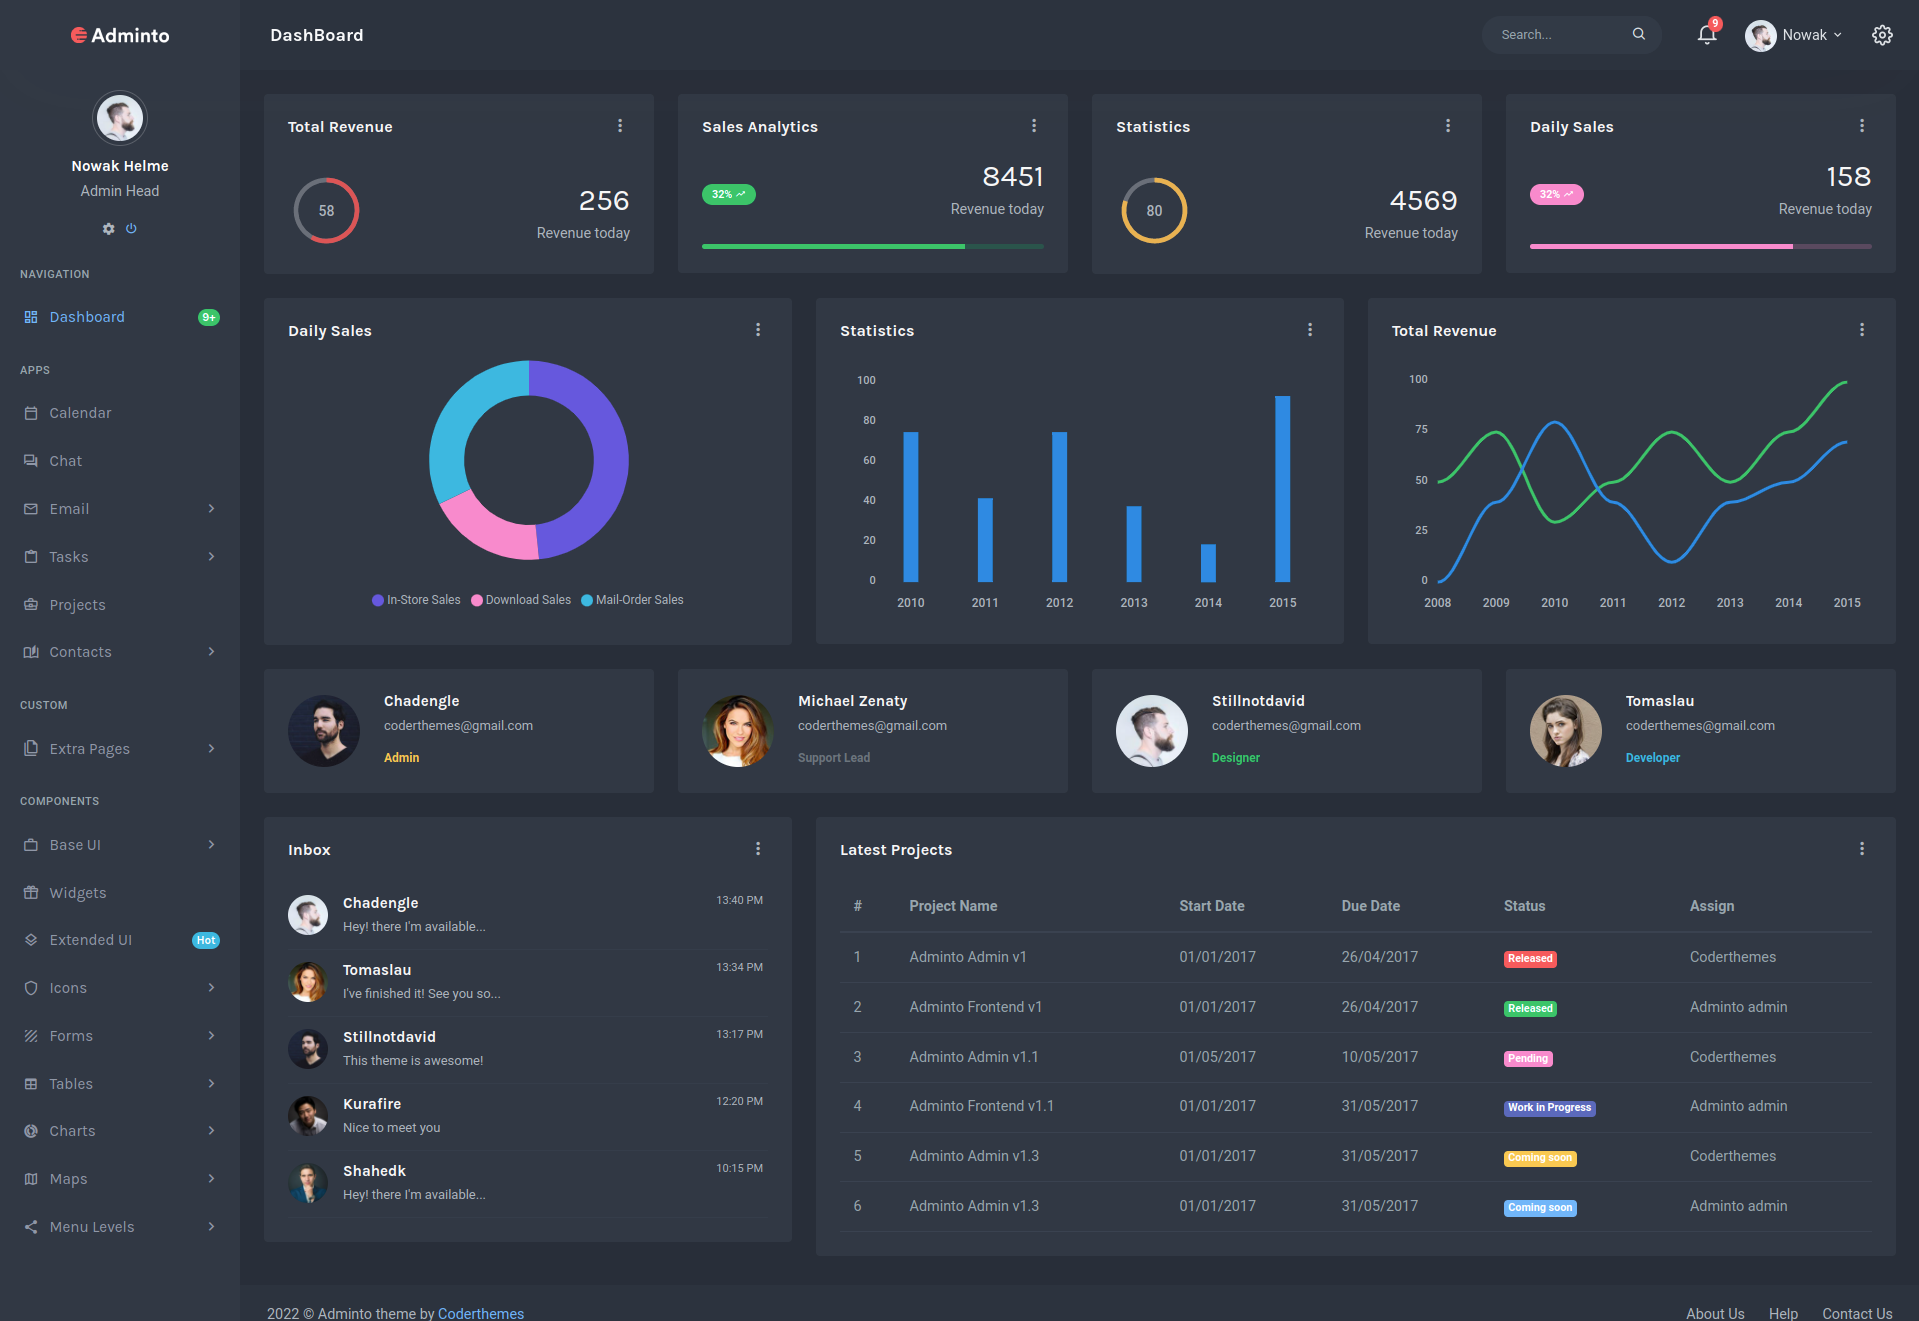 Adminto
DashBoard
Search...
9
Nowak
Nowak Helme
Admin Head
NAVIGATION
Dashboard 9+
APPS
Calendar
Chat
Email
Tasks
Projects
Contacts
CUSTOM
Extra Pages
COMPONENTS
Base UI
Widgets
Extended UI Hot
Icons
Forms
Tables
Charts
Maps
Menu Levels
Total Revenue
58
256
Revenue today
Sales Analytics
32%
8451
Revenue today
Statistics
80
4569
Revenue today
Daily Sales
32%
158
Revenue today
Daily Sales
In-Store Sales Download Sales Mail-Order Sales
Statistics
100
80
60
40
20
0
2010 2011 2012 2013 2014 2015
Total Revenue
100
75
50
25
0
2008 2009 2010 2011 2012 2013 2014 2015
Chadengle
coderthemes@gmail.com
Admin
Michael Zenaty
coderthemes@gmail.com
Support Lead
Stillnotdavid
coderthemes@gmail.com
Designer
Tomaslau
coderthemes@gmail.com
Developer
Inbox
Chadengle 13:40 PM
Hey! there I'm available...
Tomaslau 13:34 PM
I've finished it! See you so...
Stillnotdavid 13:17 PM
This theme is awesome!
Kurafire 12:20 PM
Nice to meet you
Shahedk 10:15 PM
Hey! there I'm available...
Latest Projects
# Project Name Start Date Due Date Status Assign
1 Adminto Admin v1 01/01/2017 26/04/2017 Released Coderthemes
2 Adminto Frontend v1 01/01/2017 26/04/2017 Released Adminto admin
3 Adminto Admin v1.1 01/05/2017 10/05/2017 Pending Coderthemes
4 Adminto Frontend v1.1 01/01/2017 31/05/2017 Work in Progress Adminto admin
5 Adminto Admin v1.3 01/01/2017 31/05/2017 Coming soon Coderthemes
6 Adminto Admin v1.3 01/01/2017 31/05/2017 Coming soon Adminto admin
2022 © Adminto theme by Coderthemes
About Us Help Contact Us